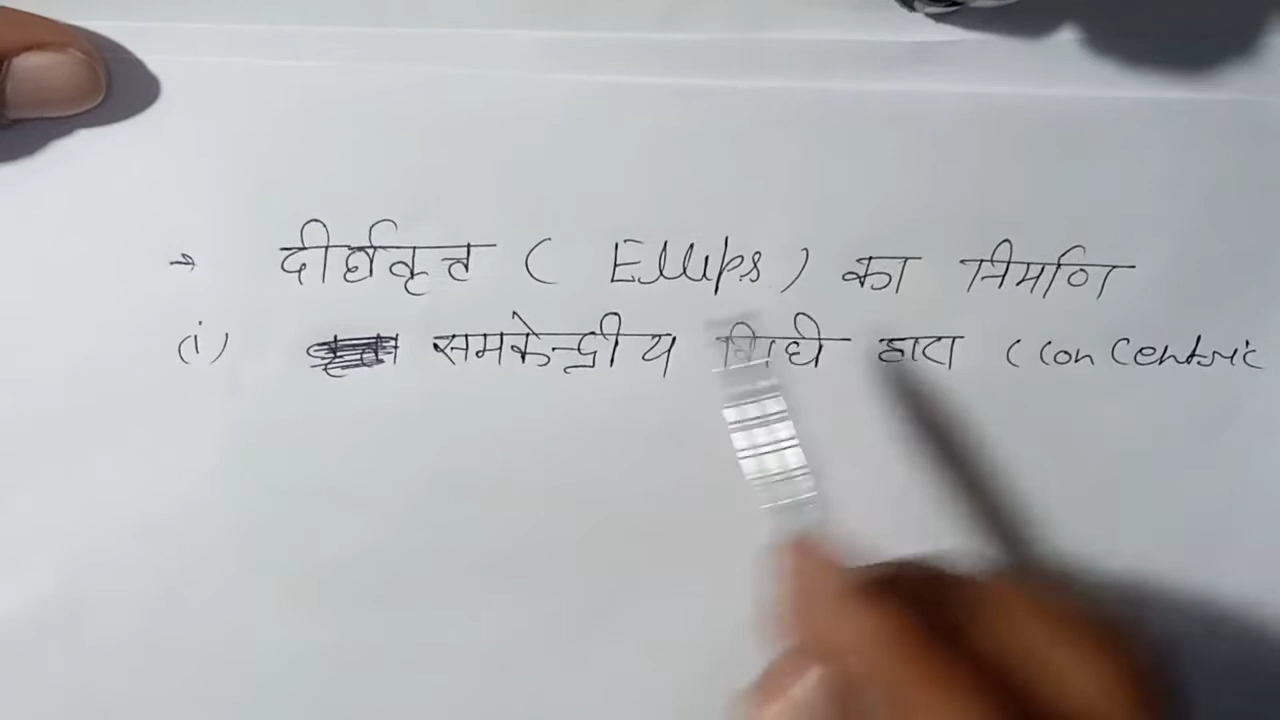 → दीर्घवृत ( Ellips ) का निर्माण
(i) समकेन्द्रीय विधी द्वारा (Concentric